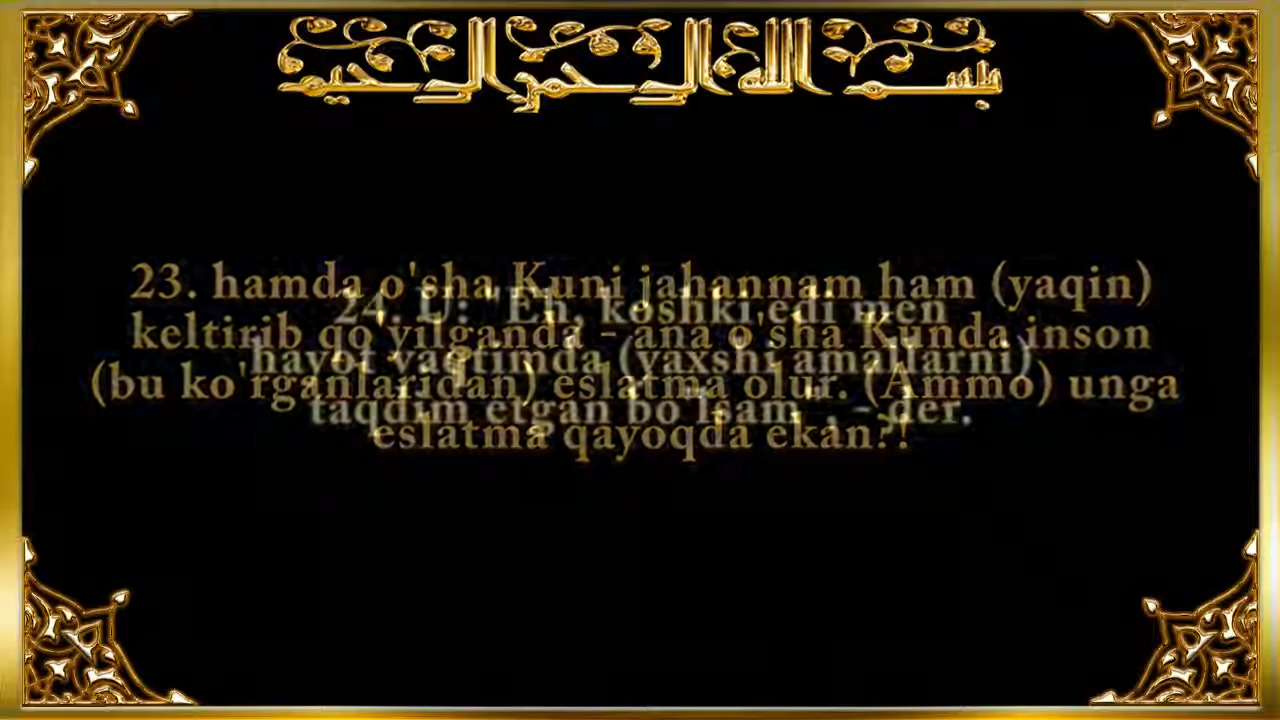 بسم الله الرحمن الرحيم
23. hamda o'sha Kuni jahannam ham (yaqin)
keltirib qo'yilganda - ana o'sha Kunda inson
(bu ko'rganlaridan) eslatma olur. (Ammo) unga
eslatma qayoqda ekan?!
24. U: "Eh, koshki edi men
hayot vaqtimda (yaxshi amallarni)
taqdim etgan bo'lsam", - der.